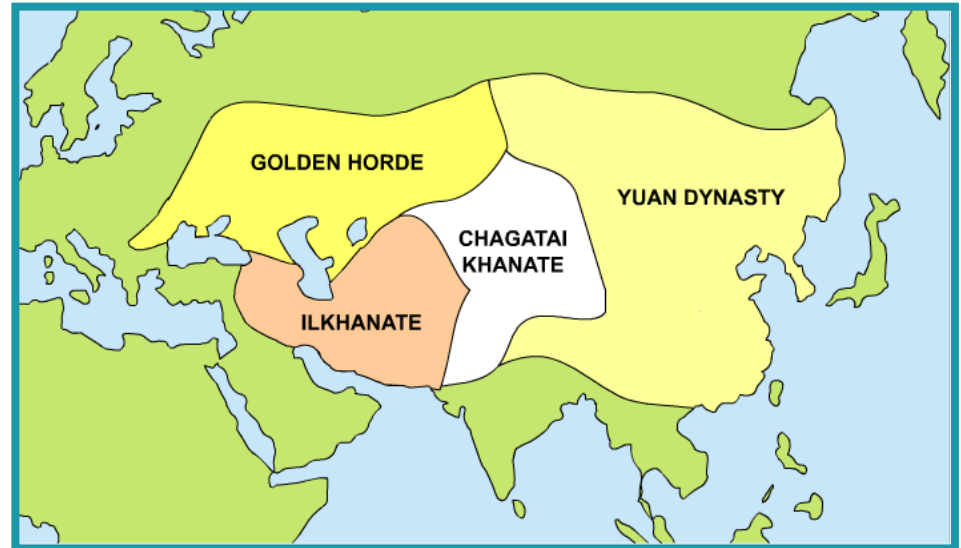 GOLDEN HORDE
YUAN DYNASTY
CHAGATAI
KHANATE
ILKHANATE